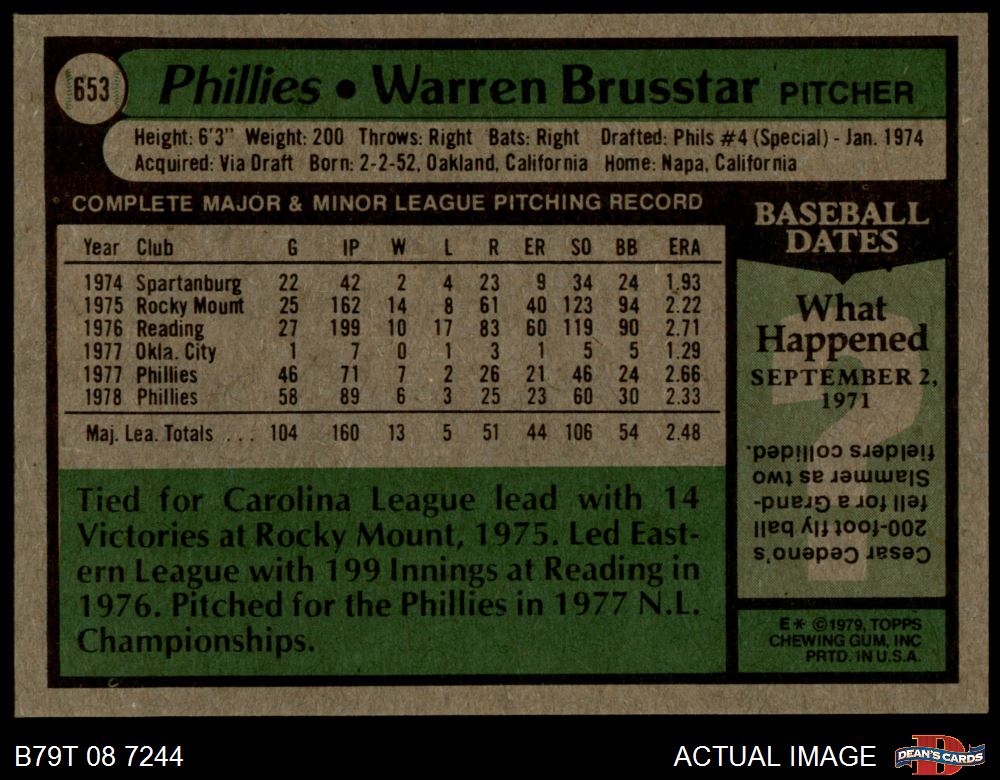 653
Phillies • Warren Brusstar PITCHER
Height: 6'3" Weight: 200 Throws: Right Bats: Right Drafted: Phils #4 (Special) - Jan. 1974
Acquired: Via Draft Born: 2-2-52, Oakland, California Home: Napa, California
COMPLETE MAJOR & MINOR LEAGUE PITCHING RECORD
Year Club G IP W L R ER SO BB ERA
1974 Spartanburg 22 42 2 4 23 9 34 24 1.93
1975 Rocky Mount 25 162 14 8 61 40 123 94 2.22
1976 Reading 27 199 10 17 83 60 119 90 2.71
1977 Okla. City 1 7 0 1 3 1 5 5 1.29
1977 Phillies 46 71 7 2 26 21 46 24 2.66
1978 Phillies 58 89 6 3 25 23 60 30 2.33
Maj. Lea. Totals ... 104 160 13 5 51 44 106 54 2.48
Tied for Carolina League lead with 14
Victories at Rocky Mount, 1975. Led East-
ern League with 199 Innings at Reading in
1976. Pitched for the Phillies in 1977 N.L.
Championships.
BASEBALL
DATES
What
Happened
SEPTEMBER 2,
1971
Cesar Cedeno's
200-foot fly ball
fell for a Grand-
Slammer as two
fielders collided.
E* ©1979, TOPPS
CHEWING GUM, INC
PRTD. IN U.S.A.
B79T 08 7244
ACTUAL IMAGE
D
DEAN'S CARDS